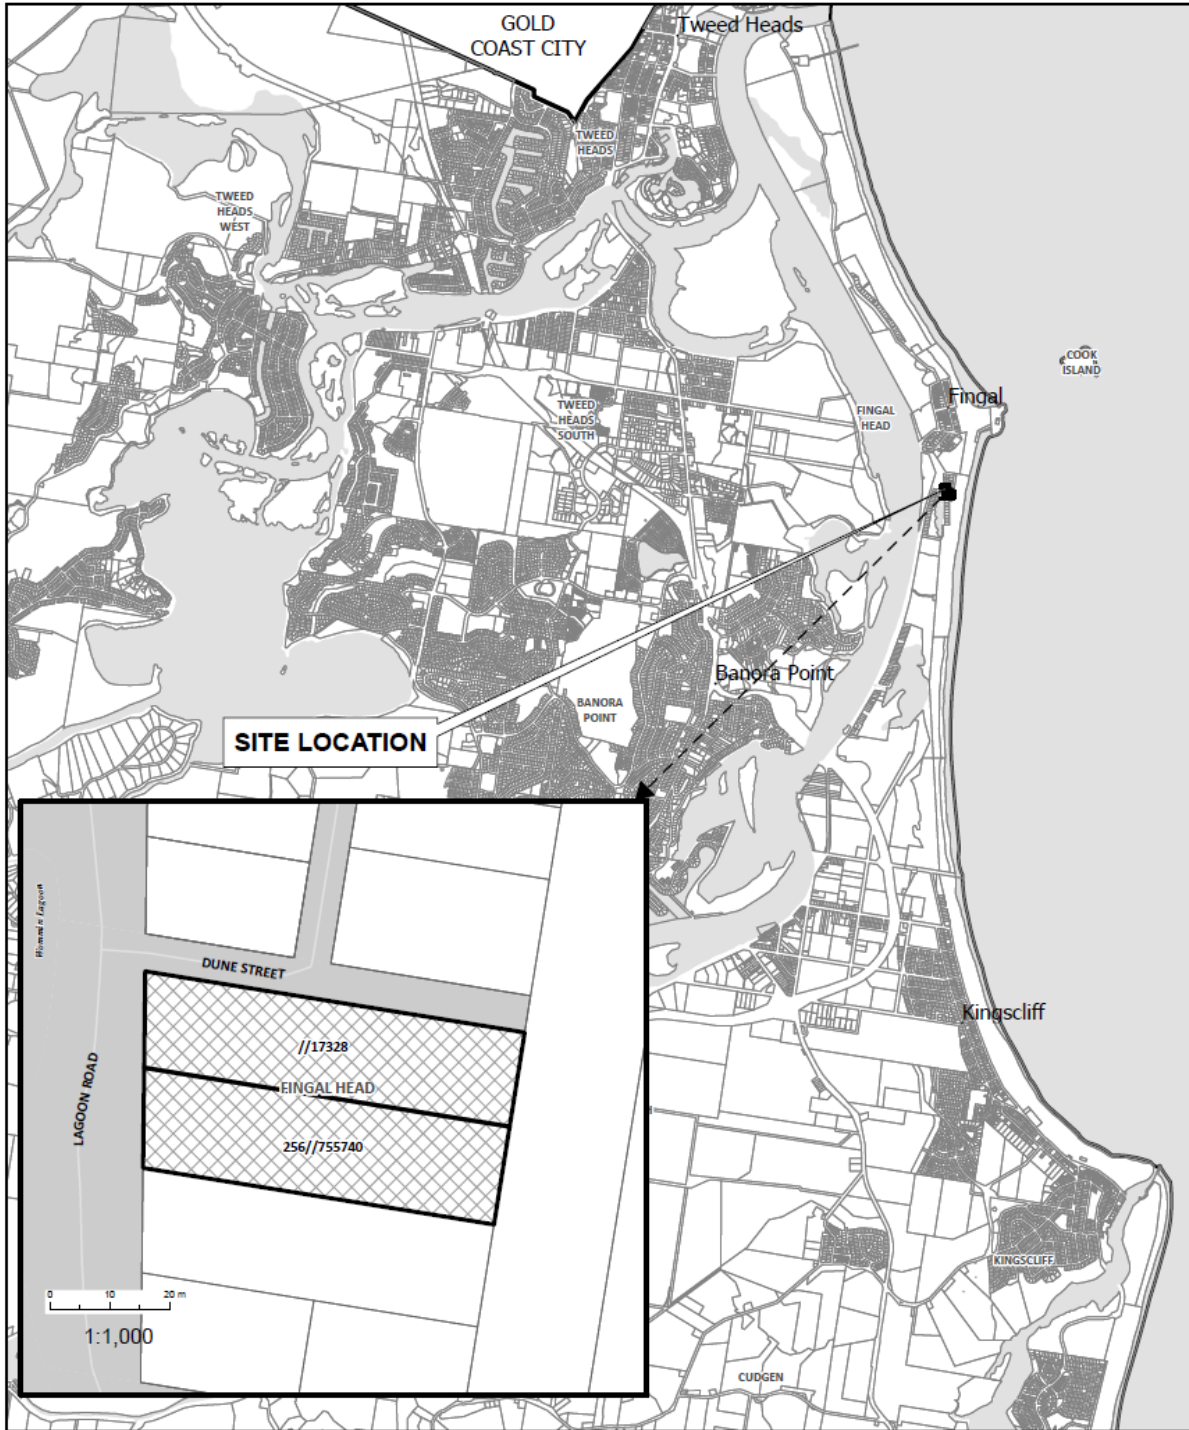 GOLD
COAST CITY
Tweed Heads
TWEED
HEADS
TWEED
HEADS
WEST
COOK
ISLAND
Fingal
TWEED
HEADS
SOUTH
FINGAL
HEAD
Banora Point
BANORA
POINT
SITE LOCATION
Wommin Lagoon
DUNE STREET
//17328
FINGAL HEAD
LAGOON ROAD
256//755740
0 10 20 m
1:1,000
Kingscliff
KINGSCLIFF
CUDGEN